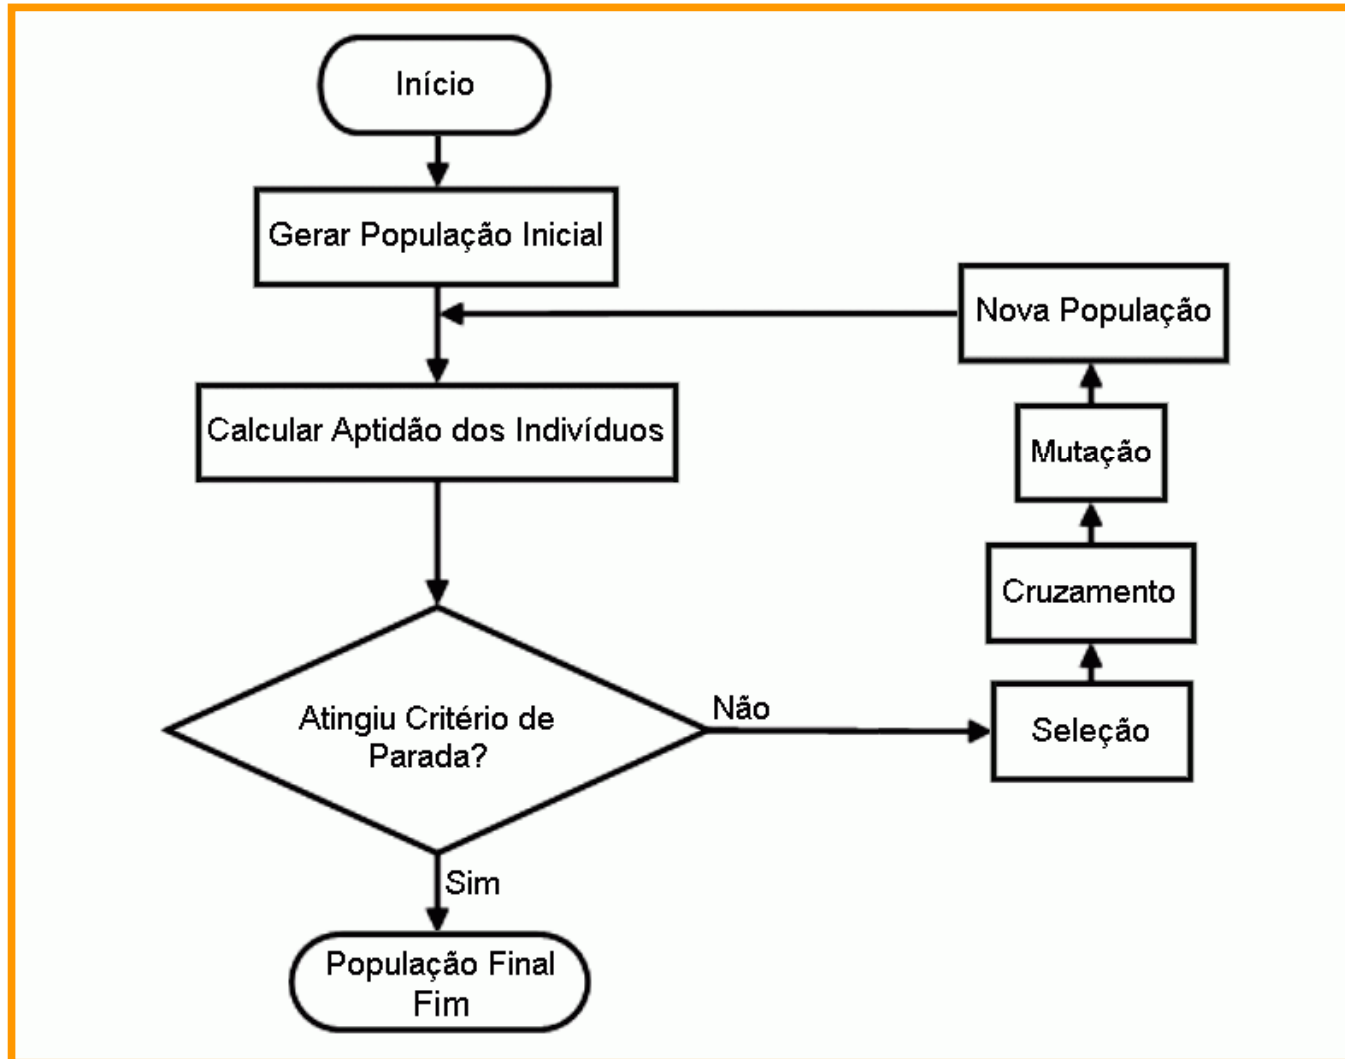 Início
Gerar População Inicial
Nova População
Calcular Aptidão dos Indivíduos
Mutação
Cruzamento
Atingiu Critério de
Parada?
Não
Seleção
Sim
População Final
Fim